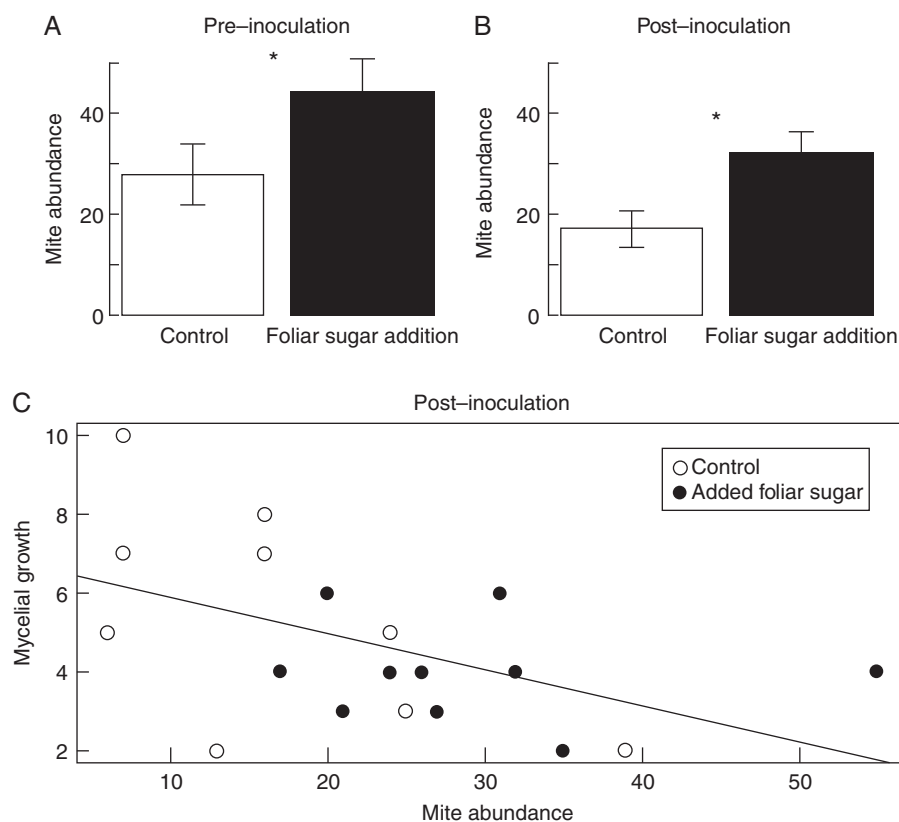 A Pre–inoculation
*
Mite abundance
40
20
0
Control Foliar sugar addition
B Post–inoculation
*
Mite abundance
40
20
0
Control Foliar sugar addition
C Post–inoculation
Control
Added foliar sugar
Mycelial growth
10
8
6
4
2
10 20 30 40 50
Mite abundance